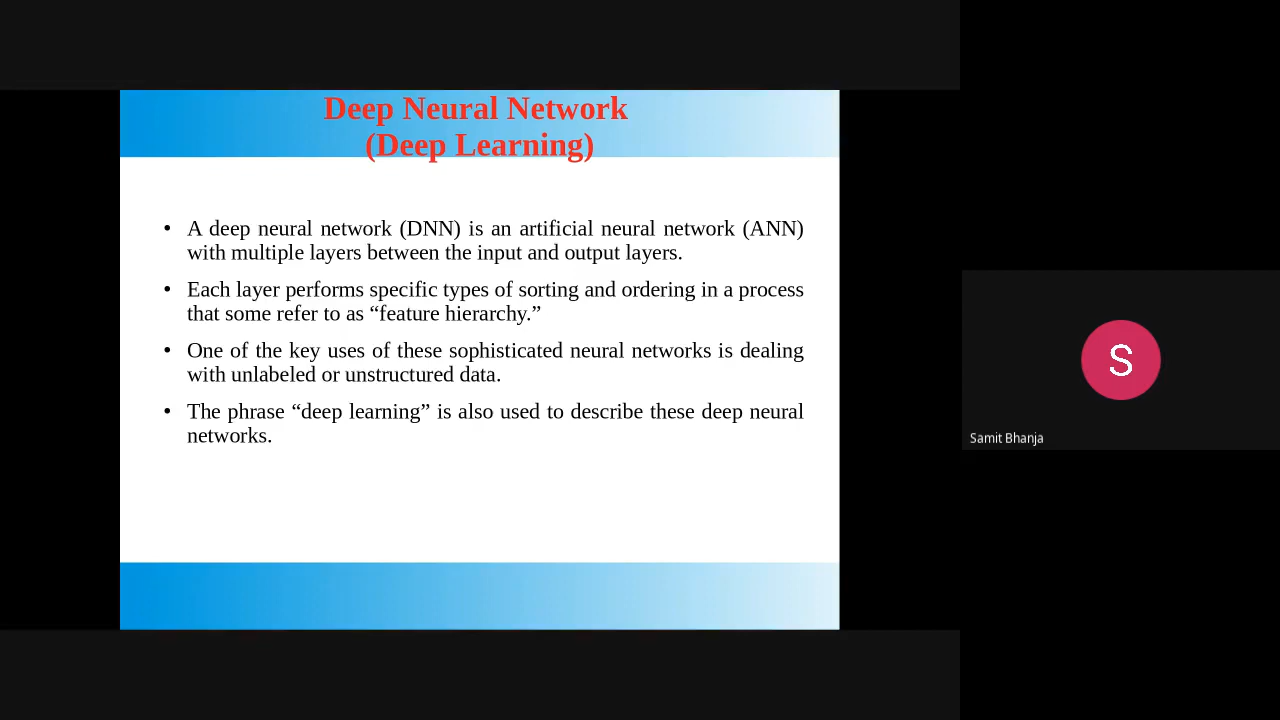 Deep Neural Network
(Deep Learning)
• A deep neural network (DNN) is an artificial neural network (ANN)
with multiple layers between the input and output layers.
• Each layer performs specific types of sorting and ordering in a process
that some refer to as “feature hierarchy.”
• One of the key uses of these sophisticated neural networks is dealing
with unlabeled or unstructured data.
• The phrase “deep learning” is also used to describe these deep neural
networks.
S
Samit Bhanja